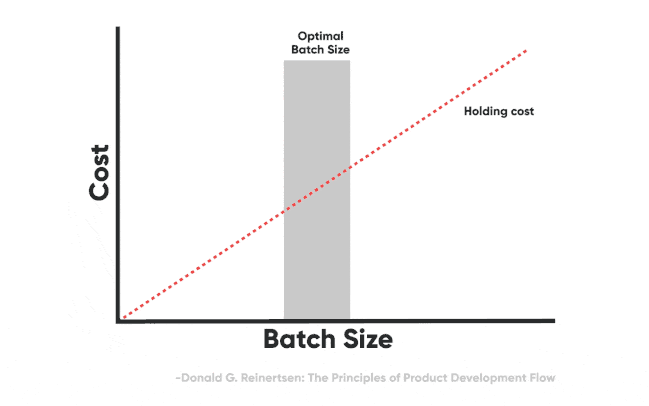 Optimal
Batch Size
Holding cost
Cost
Batch Size
-Donald G. Reinertsen: The Principles of Product Development Flow